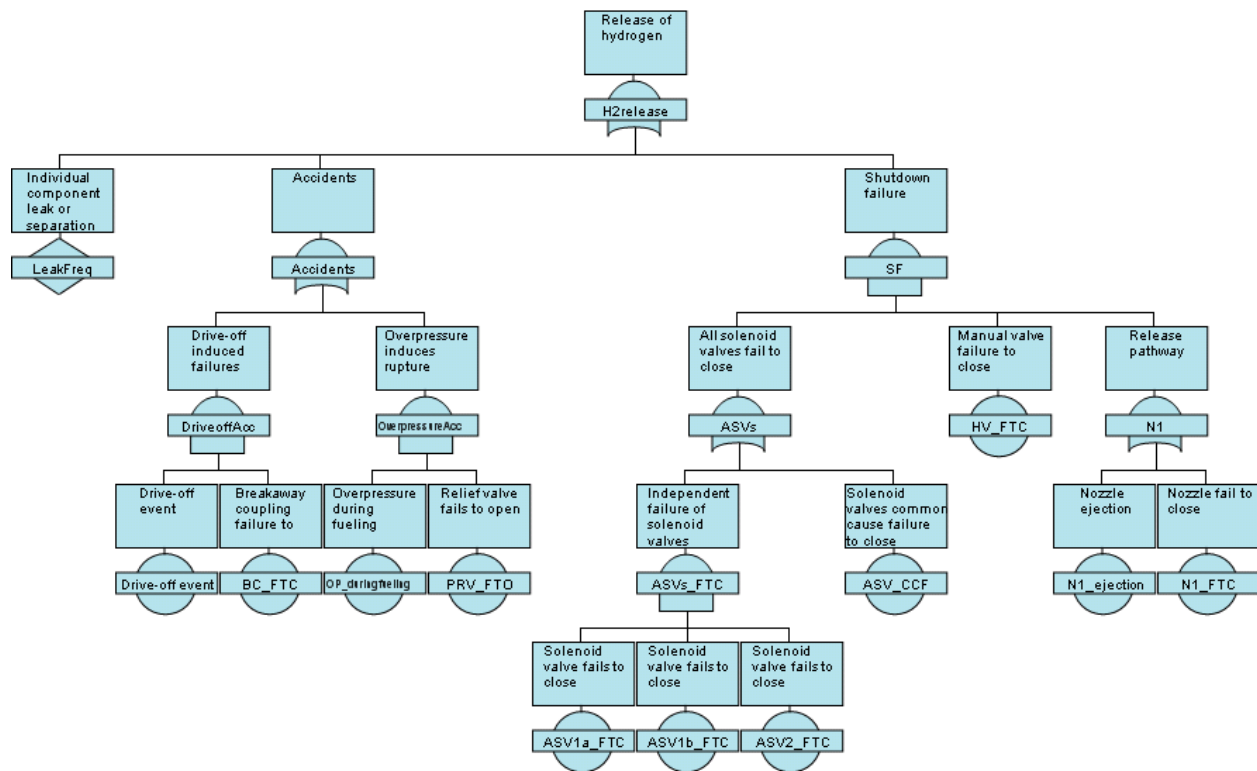 Release of
hydrogen
H2release
Individual
component
leak or
separation
LeakFreq
Accidents
Accidents
Shutdown
failure
SF
Drive-off
induced
failures
DriveoffAcc
Overpressure
induces
rupture
OverpressureAcc
All solenoid
valves fail to
close
ASVs
Manual valve
failure to
close
HV_FTC
Release
pathway
N1
Drive-off
event
Drive-off event
Breakaway
coupling
failure to
BC_FTC
Overpressure
during
fueling
OP_duringfueling
Relief valve
fails to open
PRV_FTO
Independent
failure of
solenoid
valves
ASVs_FTC
Solenoid
valves common
cause failure
to close
ASV_CCF
Nozzle
ejection
N1_ejection
Nozzle fail to
close
N1_FTC
Solenoid
valve fails to
close
ASV1a_FTC
Solenoid
valve fails to
close
ASV1b_FTC
Solenoid
valve fails to
close
ASV2_FTC